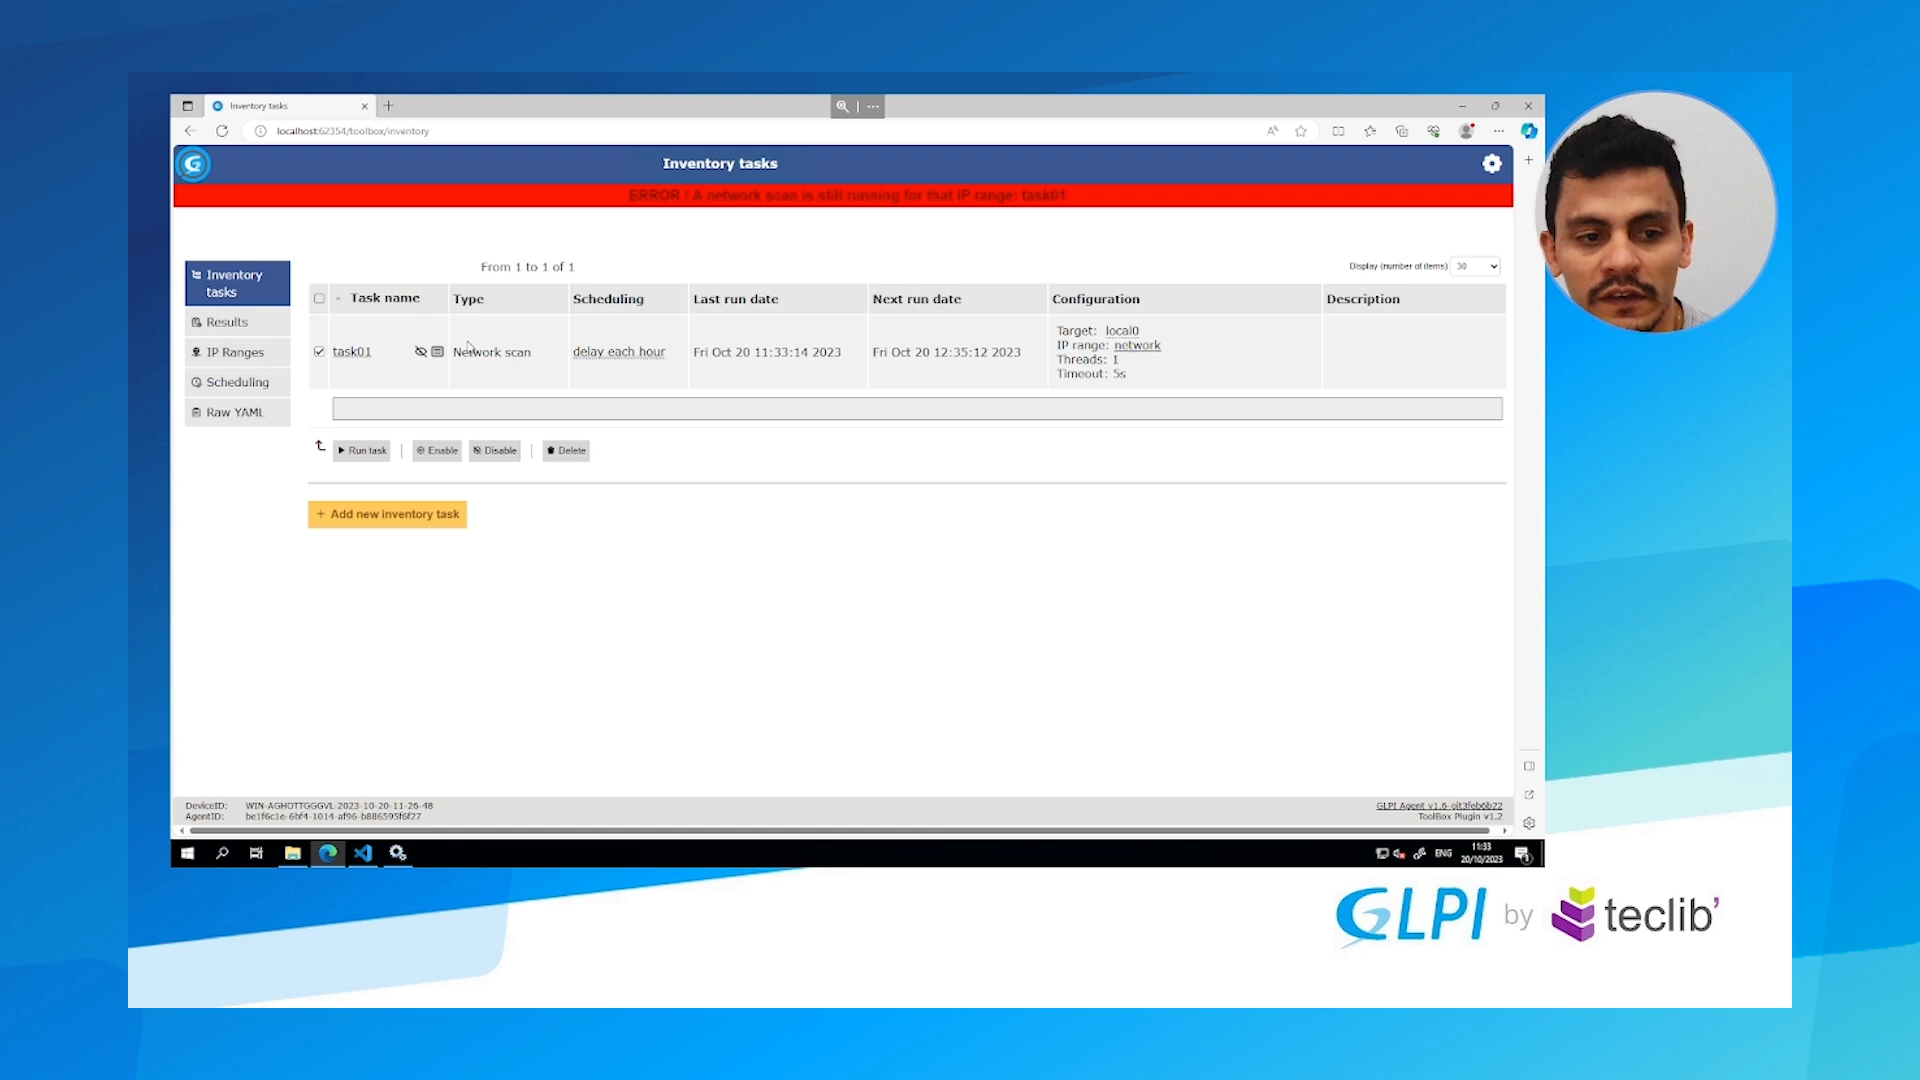 Inventory tasks
localhost:62354/toolbox/inventory
Inventory tasks
ERROR ! A network scan is still running for that IP range: task01
Inventory
tasks
Results
IP Ranges
Scheduling
Raw YAML
From 1 to 1 of 1
Display (number of items) 30
Task name Type Scheduling Last run date Next run date Configuration Description
task01 Network scan delay each hour Fri Oct 20 11:33:14 2023 Fri Oct 20 12:35:12 2023
Target: local0
IP range: network
Threads: 1
Timeout: 5s
Run task | Enable Disable | Delete
+ Add new inventory task
DeviceID: WIN-AGHOTTGGGVL-2023-10-20-11-26-48
AgentID: be1f6c1e-6bf4-1014-af96-b886595f6f27
GLPI Agent v1.6-git3feb6b22
ToolBox Plugin v1.2
ENG
11:33
20/10/2023
GLPI by teclib'